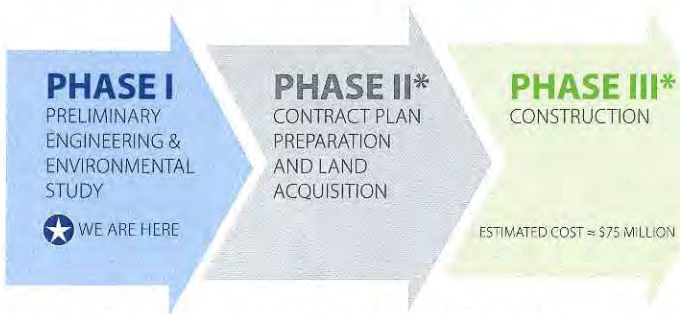 PHASE I
PRELIMINARY
ENGINEERING &
ENVIRONMENTAL
STUDY
WE ARE HERE
PHASE II*
CONTRACT PLAN
PREPARATION
AND LAND
ACQUISITION
PHASE III*
CONSTRUCTION
ESTIMATED COST ≈ $75 MILLION